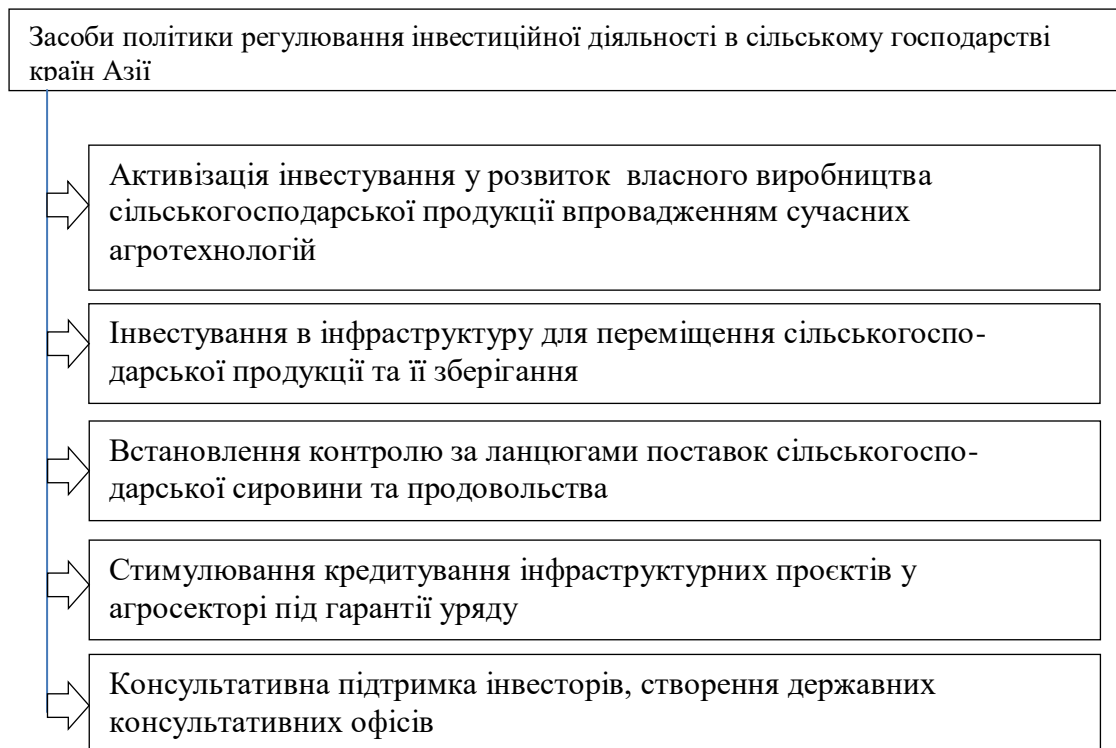 Засоби політики регулювання інвестиційної діяльності в сільському господарстві
країн Азії
Активізація інвестування у розвиток власного виробництва
сільськогосподарської продукції впровадженням сучасних
агротехнологій
Інвестування в інфраструктуру для переміщення сільськогоспо-
дарської продукції та її зберігання
Встановлення контролю за ланцюгами поставок сільськогоспо-
дарської сировини та продовольства
Стимулювання кредитування інфраструктурних проєктів у
агросекторі під гарантії уряду
Консультативна підтримка інвесторів, створення державних
консультативних офісів